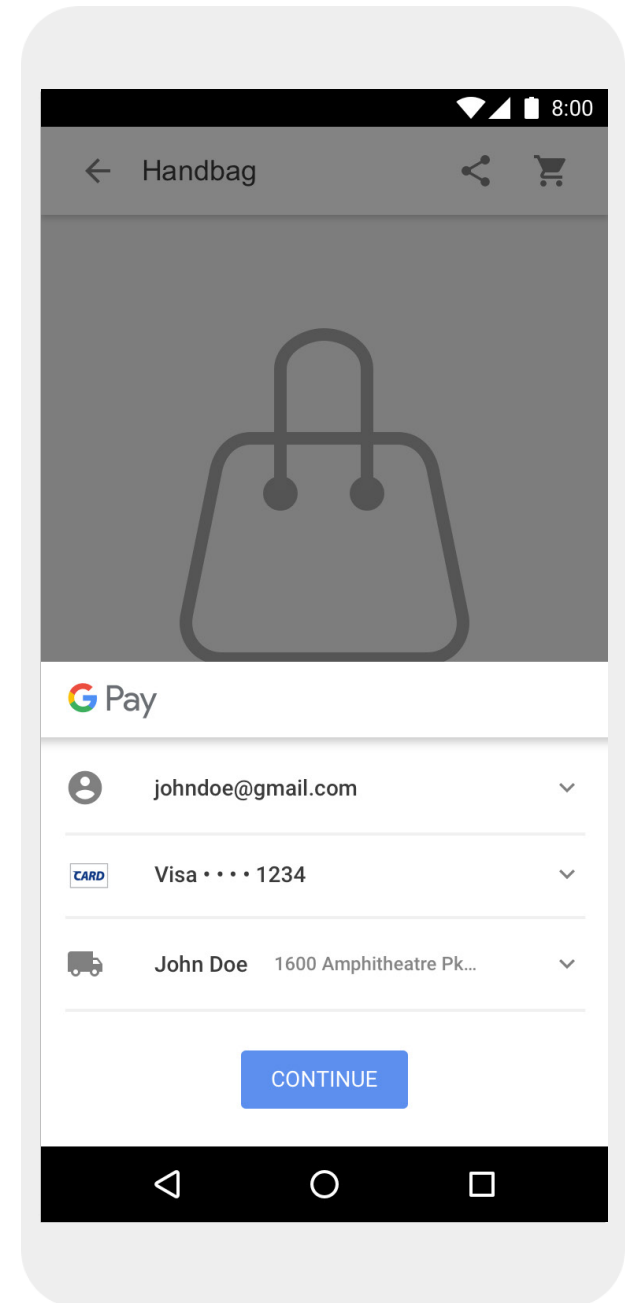 8:00
Handbag
G Pay
johndoe@gmail.com
CARD Visa •••• 1234
John Doe 1600 Amphitheatre Pk...
CONTINUE